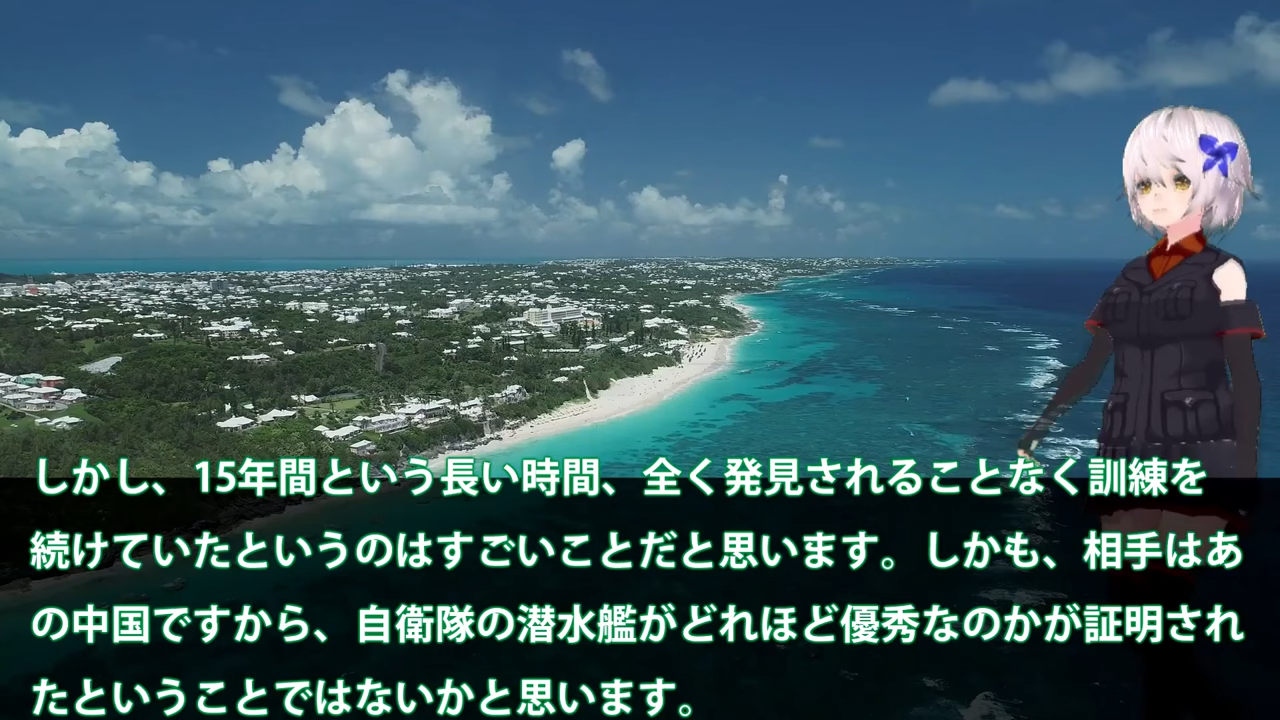 しかし、15年間という長い時間、全く発見されることなく訓練を
続けていたというのはすごいことだと思います。しかも、相手はあ
の中国ですから、自衛隊の潜水艦がどれほど優秀なのかが証明され
たということではないかと思います。